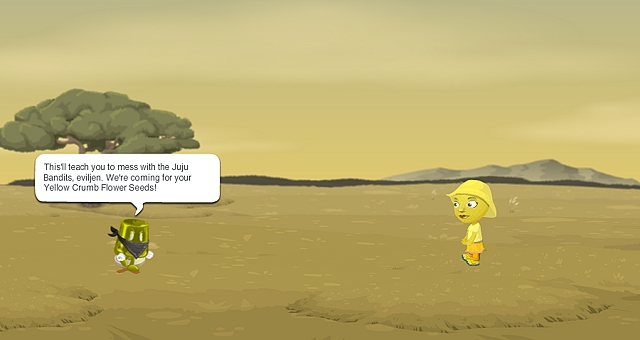 This'll teach you to mess with the Juju
Bandits, eviljen. We're coming for your
Yellow Crumb Flower Seeds!